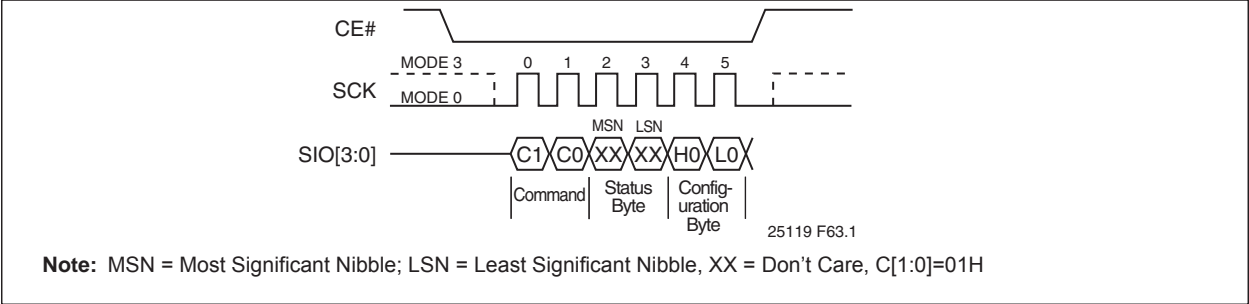 CE#
MODE 3 0 1 2 3 4 5
SCK
MODE 0
MSN LSN
SIO[3:0] C1 C0 XX XX H0 L0
Command Status Byte Config-uration Byte
25119 F63.1
Note: MSN = Most Significant Nibble; LSN = Least Significant Nibble, XX = Don't Care, C[1:0]=01H